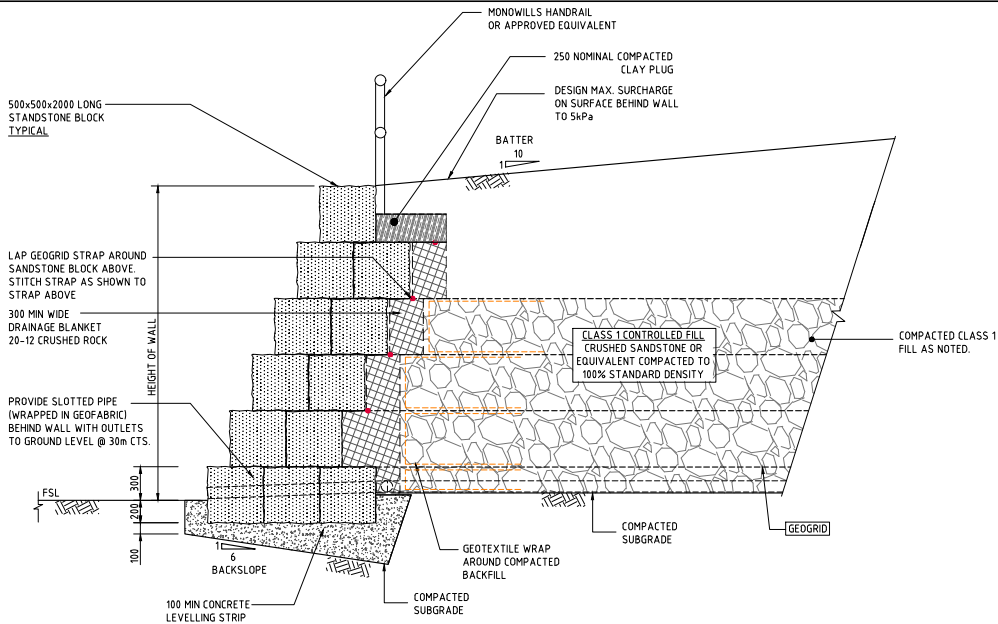 MONOWILLS HANDRAIL
OR APPROVED EQUIVALENT
250 NOMINAL COMPACTED
CLAY PLUG
DESIGN MAX. SURCHARGE
ON SURFACE BEHIND WALL
TO 5kPa
500x500x2000 LONG
STANDSTONE BLOCK
TYPICAL
BATTER
10
1
LAP GEOGRID STRAP AROUND
SANDSTONE BLOCK ABOVE.
STITCH STRAP AS SHOWN TO
STRAP ABOVE
300 MIN WIDE
DRAINAGE BLANKET
20-12 CRUSHED ROCK
HEIGHT OF WALL
CLASS 1 CONTROLLED FILL
CRUSHED SANDSTONE OR
EQUIVALENT COMPACTED TO
100% STANDARD DENSITY
COMPACTED CLASS 1
FILL AS NOTED.
PROVIDE SLOTTED PIPE
(WRAPPED IN GEOFABRIC)
BEHIND WALL WITH OUTLETS
TO GROUND LEVEL @ 30m CTS.
300
FSL
200
100
1
6
BACKSLOPE
COMPACTED
SUBGRADE
GEOGRID
GEOTEXTILE WRAP
AROUND COMPACTED
BACKFILL
100 MIN CONCRETE
LEVELLING STRIP
COMPACTED
SUBGRADE